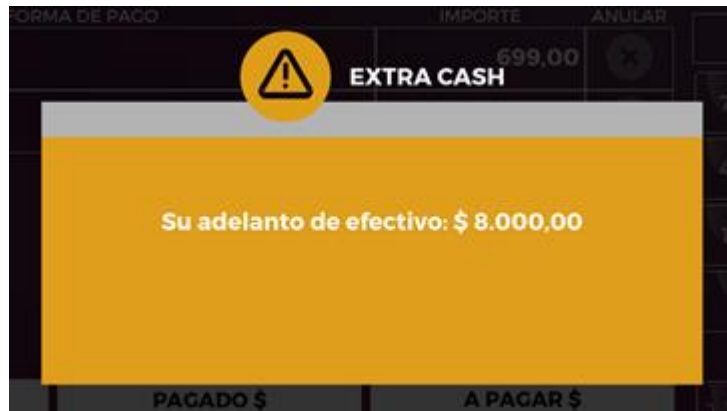 FORMA DE PAGO IMPORTE ANULAR
699,00
EXTRA CASH
Su adelanto de efectivo: $ 8.000,00
PAGADO $ A PAGAR $